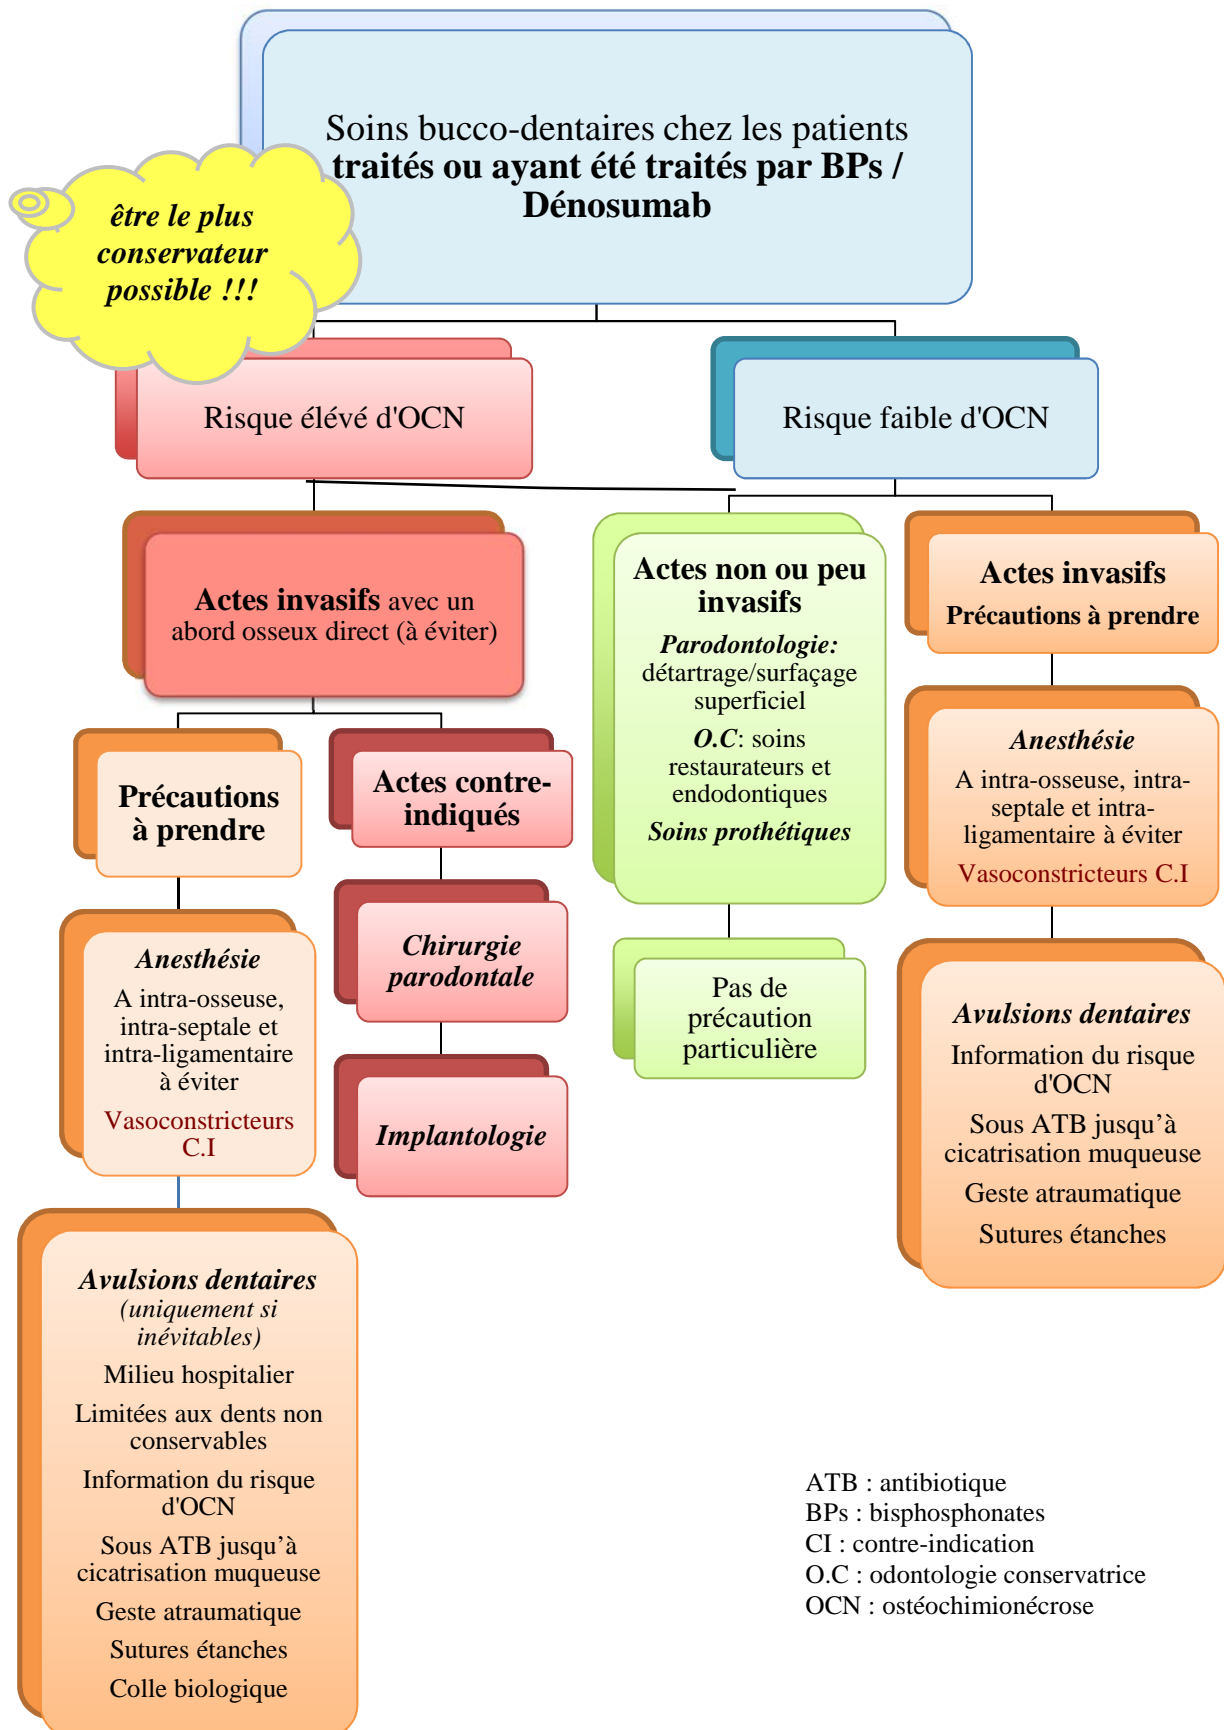 Soins bucco-dentaires chez les patients
traités ou ayant été traités par BPs /
Dénosumab
être le plus
conservateur
possible !!!
Risque élévé d'OCN
Risque faible d'OCN
Actes invasifs avec un
abord osseux direct (à éviter)
Précautions
à prendre
Anesthésie
A intra-osseuse,
intra-septale et
intra-ligamentaire
à éviter
Vasoconstricteurs
C.I
Avulsions dentaires
(uniquement si
inévitables)
Milieu hospitalier
Limitées aux dents non
conservables
Information du risque
d'OCN
Sous ATB jusqu’à
cicatrisation muqueuse
Geste atraumatique
Sutures étanches
Colle biologique
Actes contre-
indiqués
Chirurgie
parodontale
Implantologie
Actes non ou peu
invasifs
Parodontologie:
détartrage/surfaçage
superficiel
O.C: soins
restaurateurs et
endodontiques
Soins prothétiques
Pas de
précaution
particulière
Actes invasifs
Précautions à prendre
Anesthésie
A intra-osseuse, intra-
septale et intra-
ligamentaire à éviter
Vasoconstricteurs C.I
Avulsions dentaires
Information du risque
d'OCN
Sous ATB jusqu’à
cicatrisation muqueuse
Geste atraumatique
Sutures étanches
ATB : antibiotique
BPs : bisphosphonates
CI : contre-indication
O.C : odontologie conservatrice
OCN : ostéochimionécrose